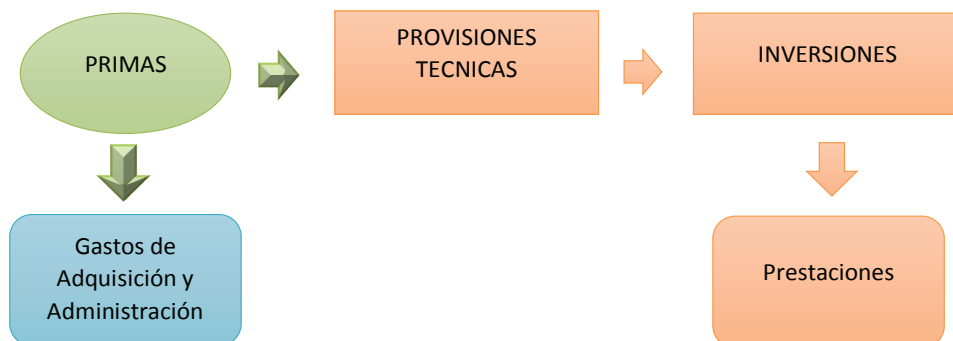 PRIMAS
PROVISIONES
TECNICAS
INVERSIONES
Gastos de
Adquisición y
Administración
Prestaciones